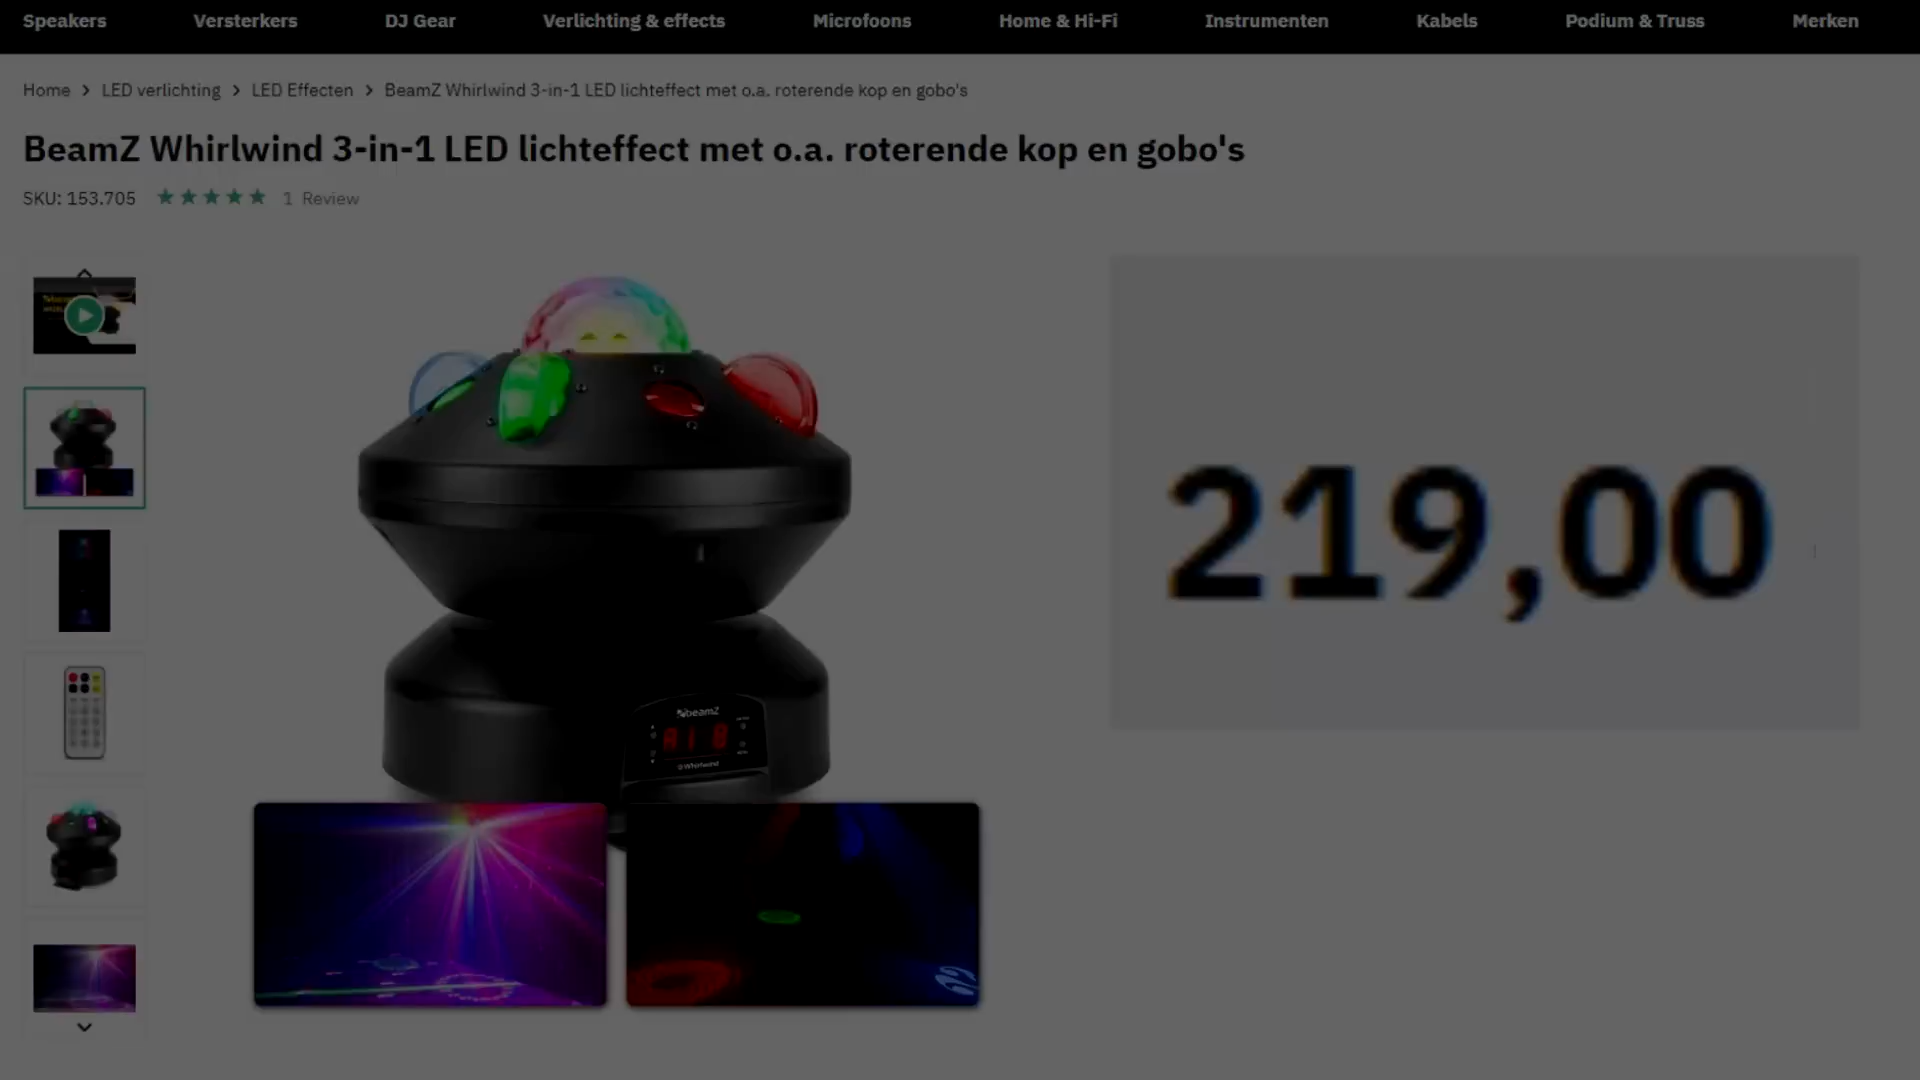 Speakers Versterkers DJ Gear Verlichting & effects Microfoons Home & Hi-Fi Instrumenten Kabels Podium & Truss Merken
Home > LED verlichting > LED Effecten > BeamZ Whirlwind 3-in-1 LED lichteffect met o.a. roterende kop en gobo's
BeamZ Whirlwind 3-in-1 LED lichteffect met o.a. roterende kop en gobo's
SKU: 153.705 1 Review
219,00
beamZ
Whirlwind